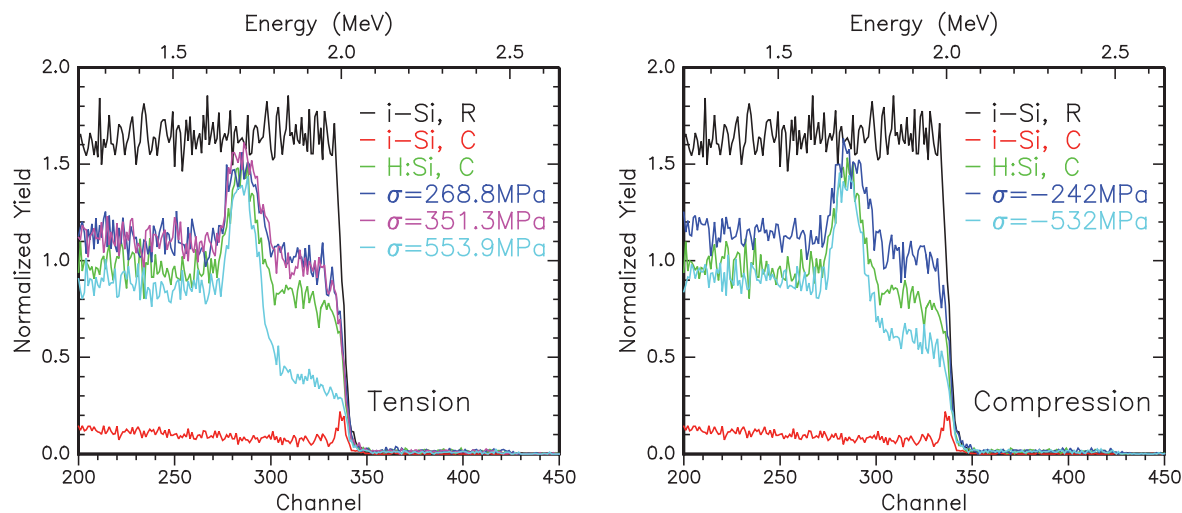 Energy (MeV)
1.5 2.0 2.5
2.0
1.5
1.0
0.5
0.0
Normalized Yield
i−Si, R
i−Si, C
H:Si, C
σ=268.8MPa
σ=351.3MPa
σ=553.9MPa
Tension
200 250 300 350 400 450
Channel
Energy (MeV)
1.5 2.0 2.5
2.0
1.5
1.0
0.5
0.0
Normalized Yield
i−Si, R
i−Si, C
H:Si, C
σ=−242MPa
σ=−532MPa
Compression
200 250 300 350 400 450
Channel